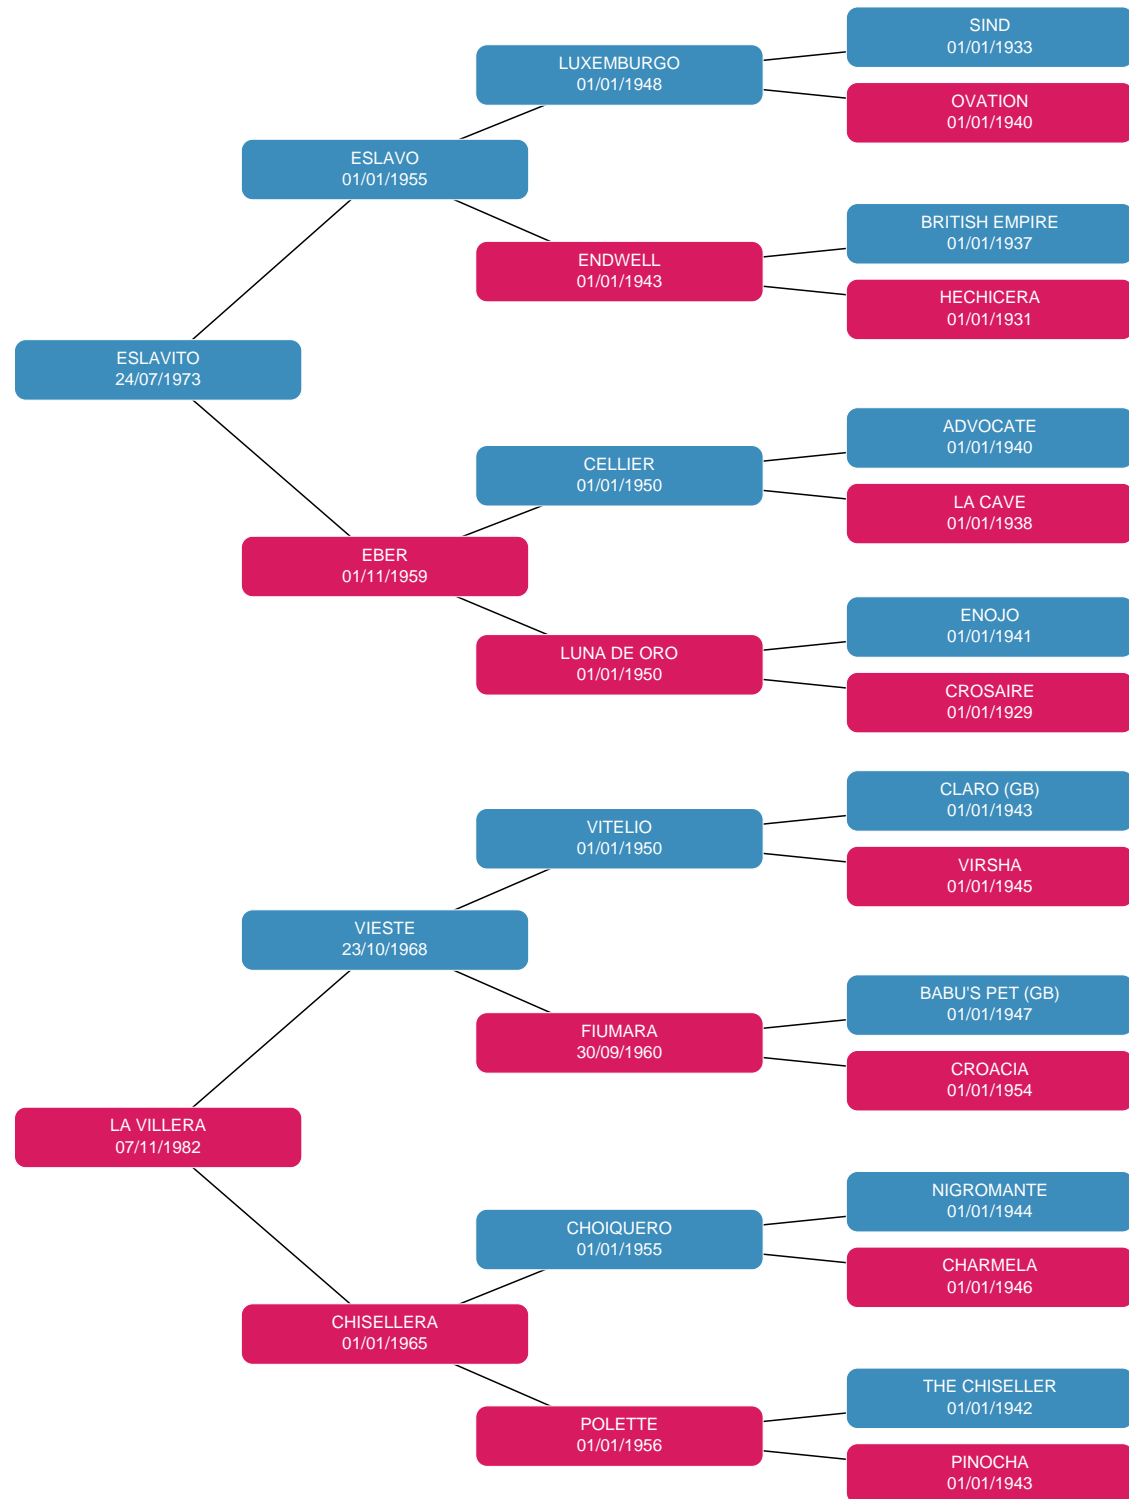 SIND
01/01/1933
LUXEMBURGO
01/01/1948
OVATION
01/01/1940
ESLAVO
01/01/1955
BRITISH EMPIRE
01/01/1937
ENDWELL
01/01/1943
HECHICERA
01/01/1931
ESLAVITO
24/07/1973
ADVOCATE
01/01/1940
CELLIER
01/01/1950
LA CAVE
01/01/1938
EBER
01/11/1959
ENOJO
01/01/1941
LUNA DE ORO
01/01/1950
CROSAIRE
01/01/1929
CLARO (GB)
01/01/1943
VITELIO
01/01/1950
VIRSHA
01/01/1945
VIESTE
23/10/1968
BABU'S PET (GB)
01/01/1947
FIUMARA
30/09/1960
CROACIA
01/01/1954
LA VILLERA
07/11/1982
NIGROMANTE
01/01/1944
CHOIQUERO
01/01/1955
CHARMELA
01/01/1946
CHISELLERA
01/01/1965
THE CHISELLER
01/01/1942
POLETTE
01/01/1956
PINOCHA
01/01/1943